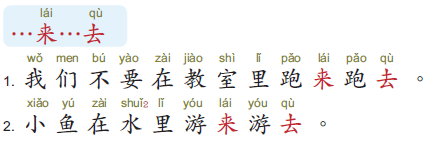 lái qù
…来…去
wǒ men bú yào zài jiào shì lǐ pǎo lái pǎo qù
1. 我们不要在教室里跑来跑去。
xiǎo yú zài shuǐ2 lǐ yóu lái yóu qù
2. 小鱼在水里游来游去。